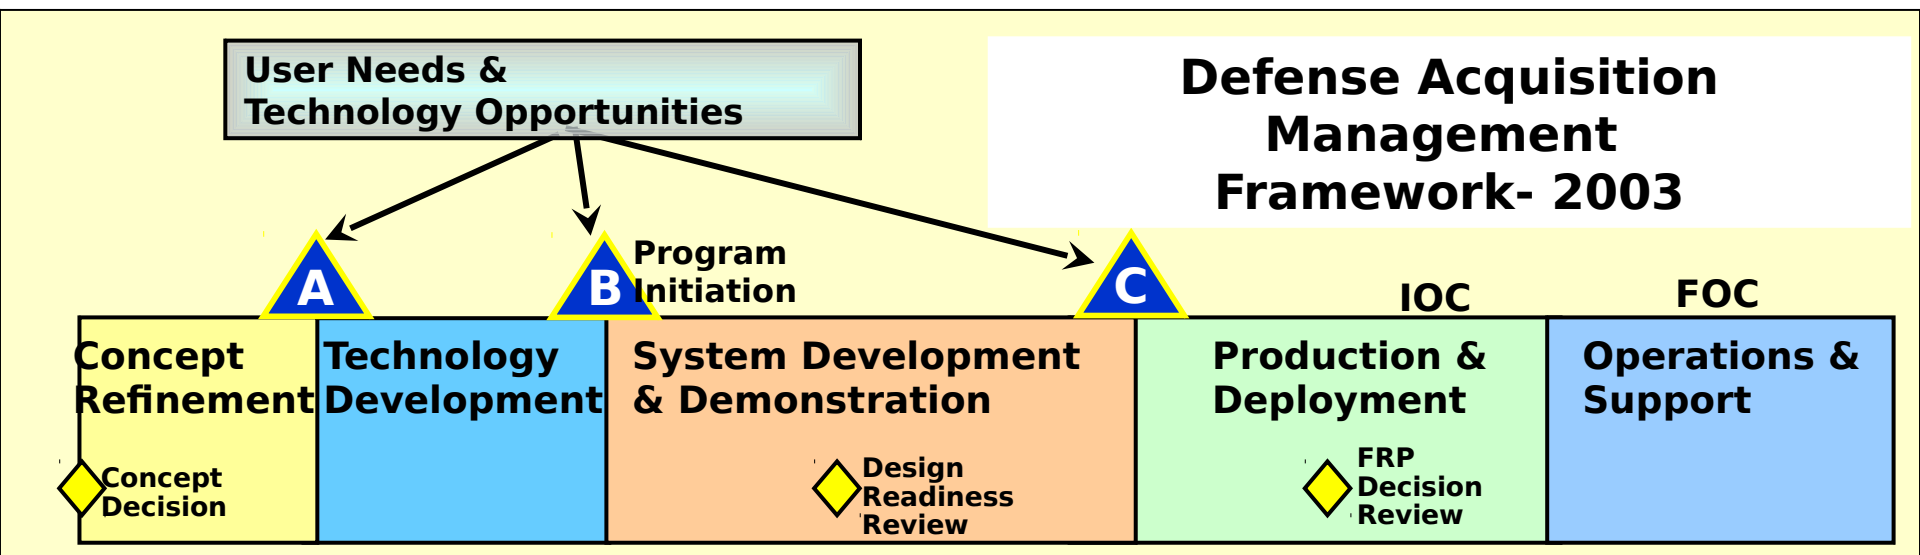 User Needs &
Technology Opportunities
Defense Acquisition
Management
Framework- 2003
A
B
Program
Initiation
C
IOC
FOC
Concept
Refinement
Technology
Development
System Development
& Demonstration
Production &
Deployment
Operations &
Support
Concept
Decision
Design
Readiness
Review
FRP
Decision
Review